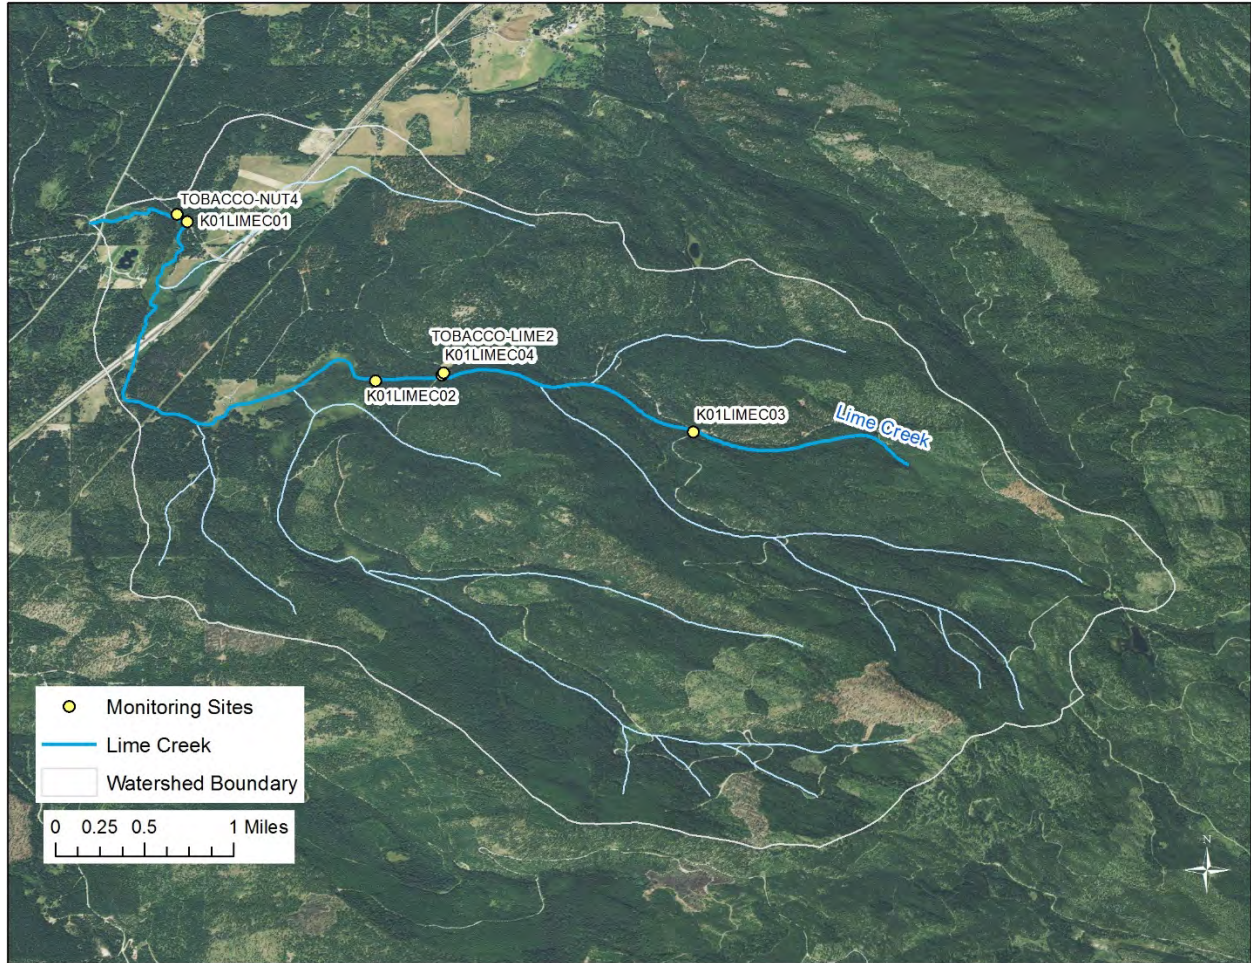 TOBACCO-NUT4
K01LIMEC01
TOBACCO-LIME2
K01LIMEC04
K01LIMEC02
K01LIMEC03
Lime Creek
Monitoring Sites
Lime Creek
Watershed Boundary
0 0.25 0.5 1 Miles
N